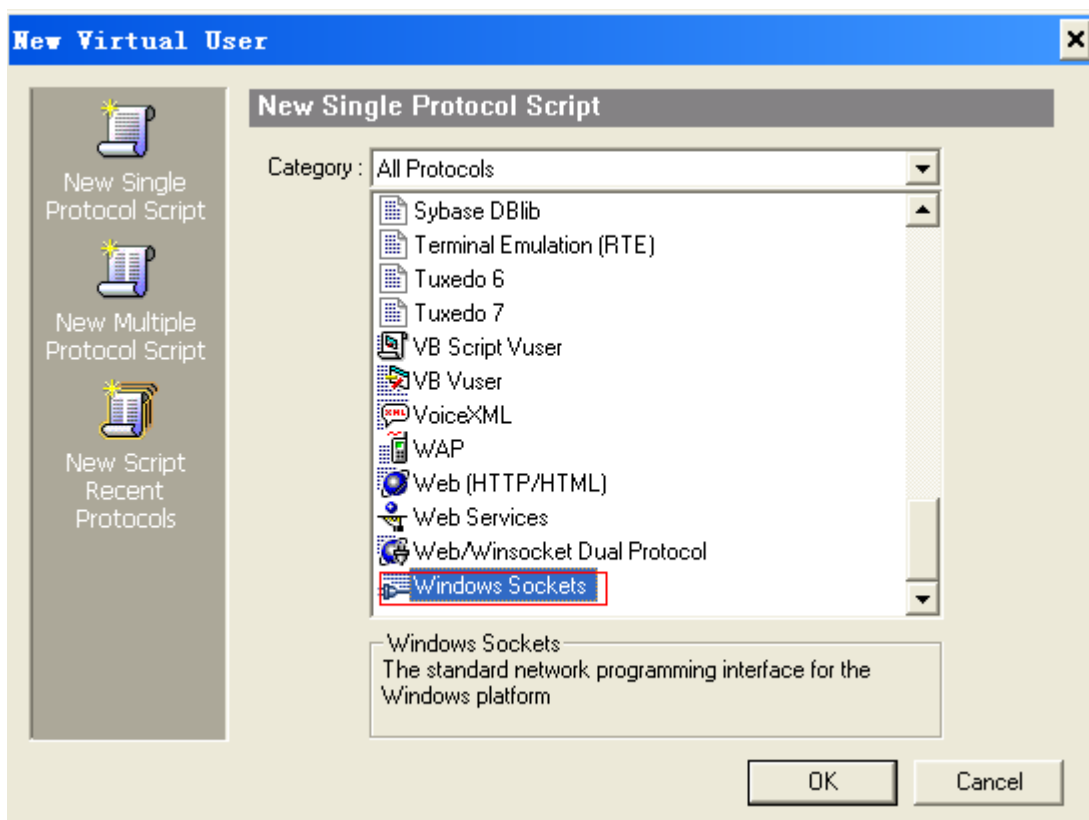 New Virtual User
New Single
Protocol Script
New Multiple
Protocol Script
New Script
Recent
Protocols
New Single Protocol Script
Category :
All Protocols
Sybase DBlib
Terminal Emulation (RTE)
Tuxedo 6
Tuxedo 7
VB Script Vuser
VB Vuser
VoiceXML
WAP
Web (HTTP/HTML)
Web Services
Web/Winsocket Dual Protocol
Windows Sockets
Windows Sockets
The standard network programming interface for the
Windows platform
OK
Cancel